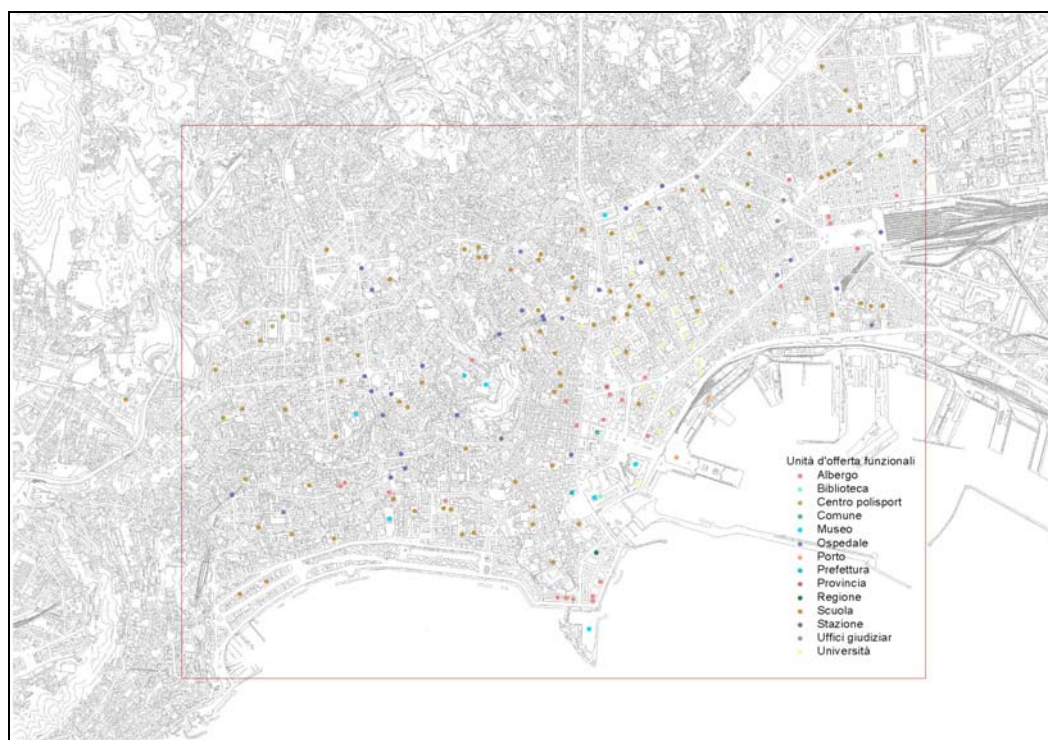 Unità d'offerta funzionali
Albergo
Biblioteca
Centro polisport
Comune
Museo
Ospedale
Porto
Prefettura
Provincia
Regione
Scuola
Stazione
Uffici giudiziar
Università